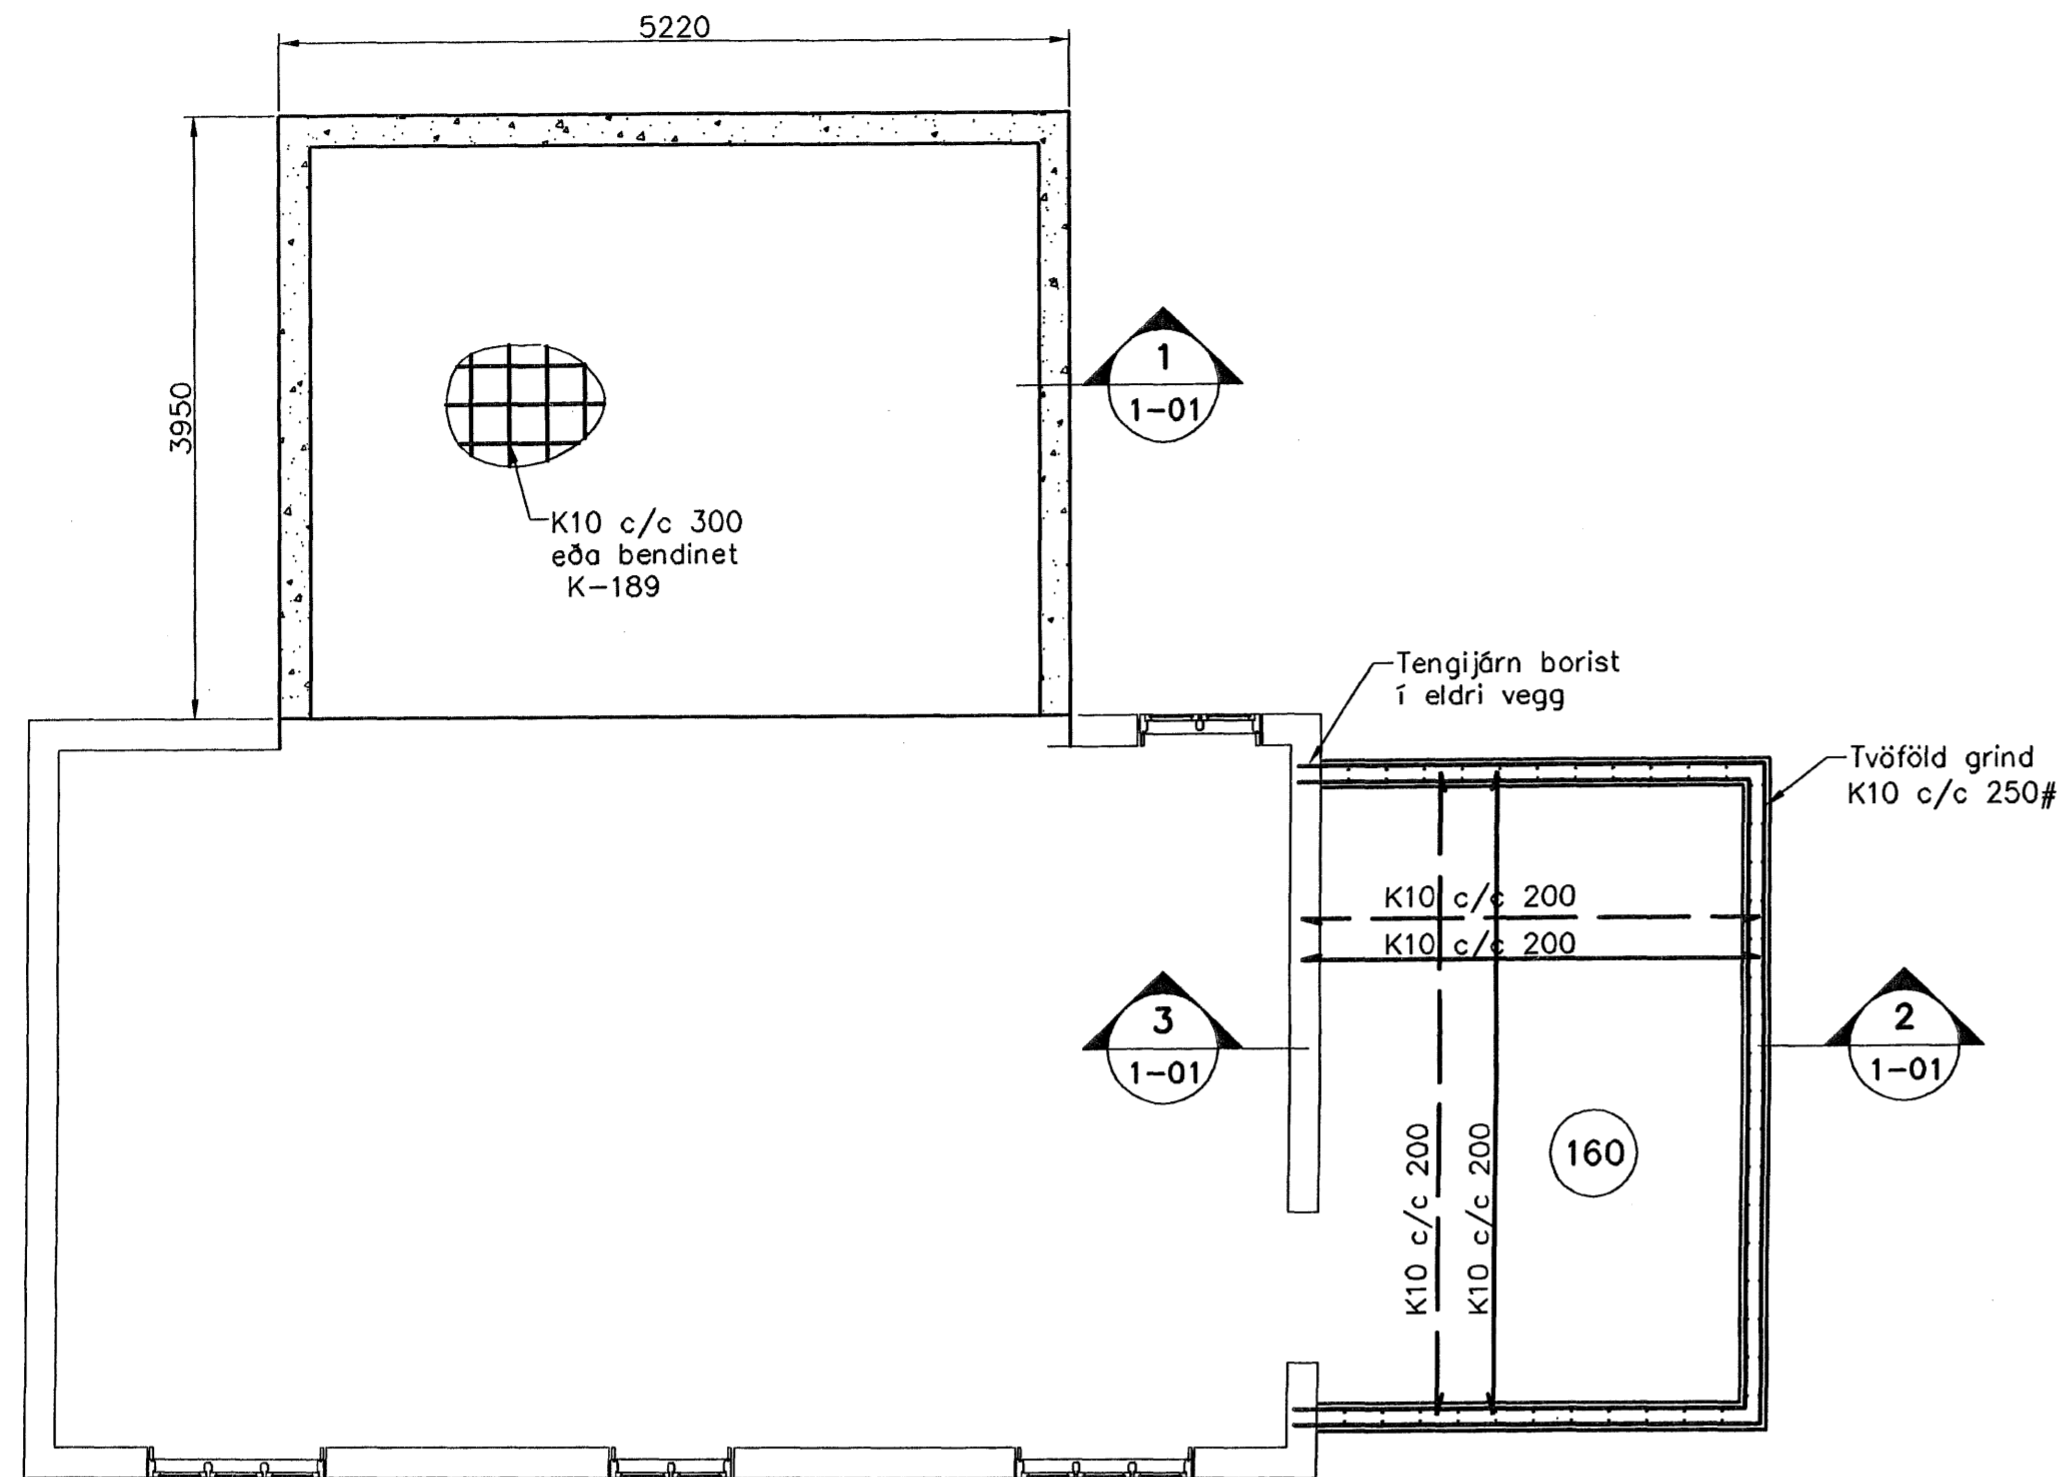 5220
3950
1
1-01
K10 c/c 300
eða bendinet
K-189
Tengijárn borist
í eldri vegg
Tvöföld grind
K10 c/c 250#
K10 c/c 200
K10 c/c 200
3
1-01
2
1-01
K10 c/c 200
K10 c/c 200
160